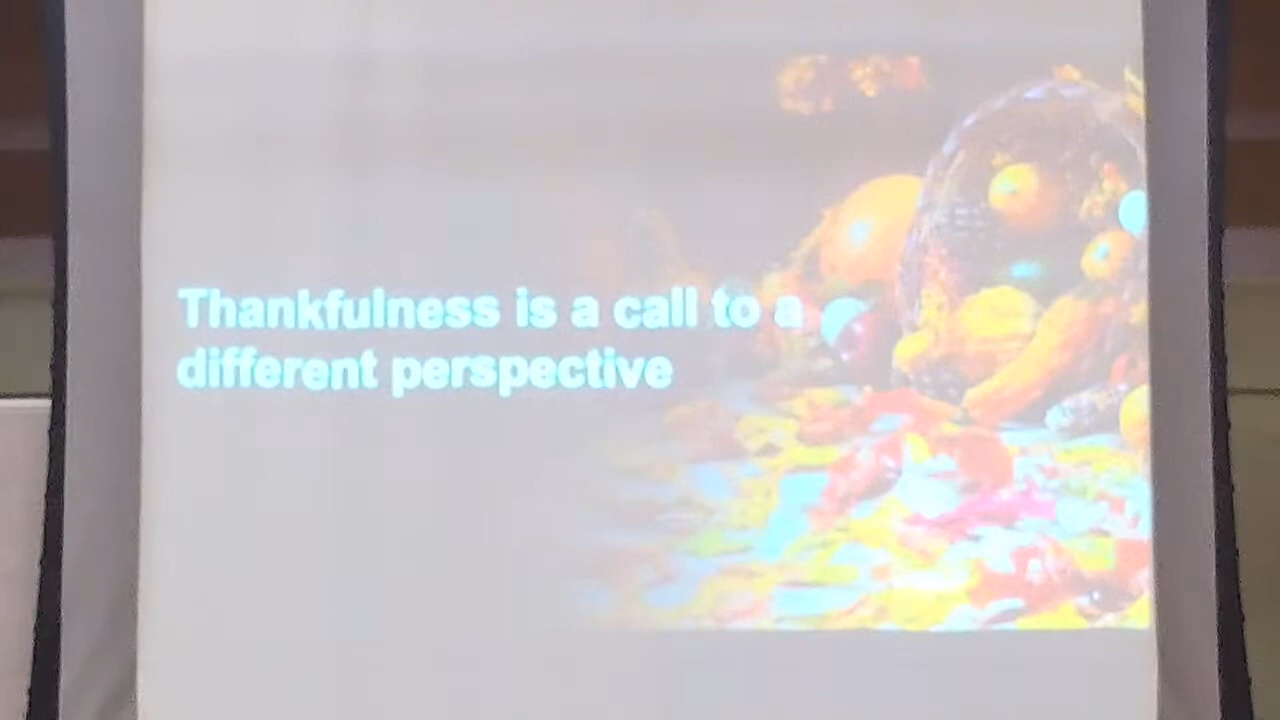 Thankfulness is a call to a
different perspective